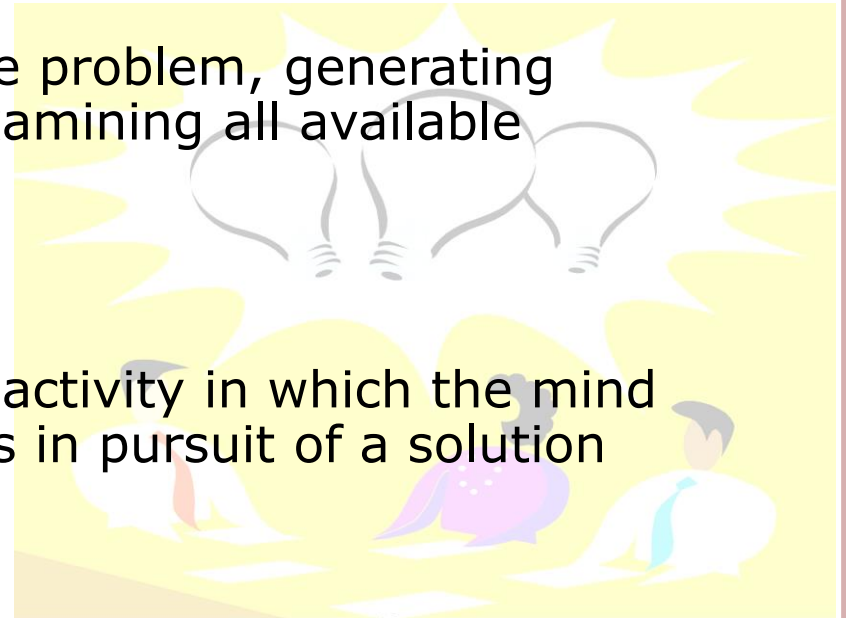 e problem, generating
amining all available
activity in which the mind
s in pursuit of a solution